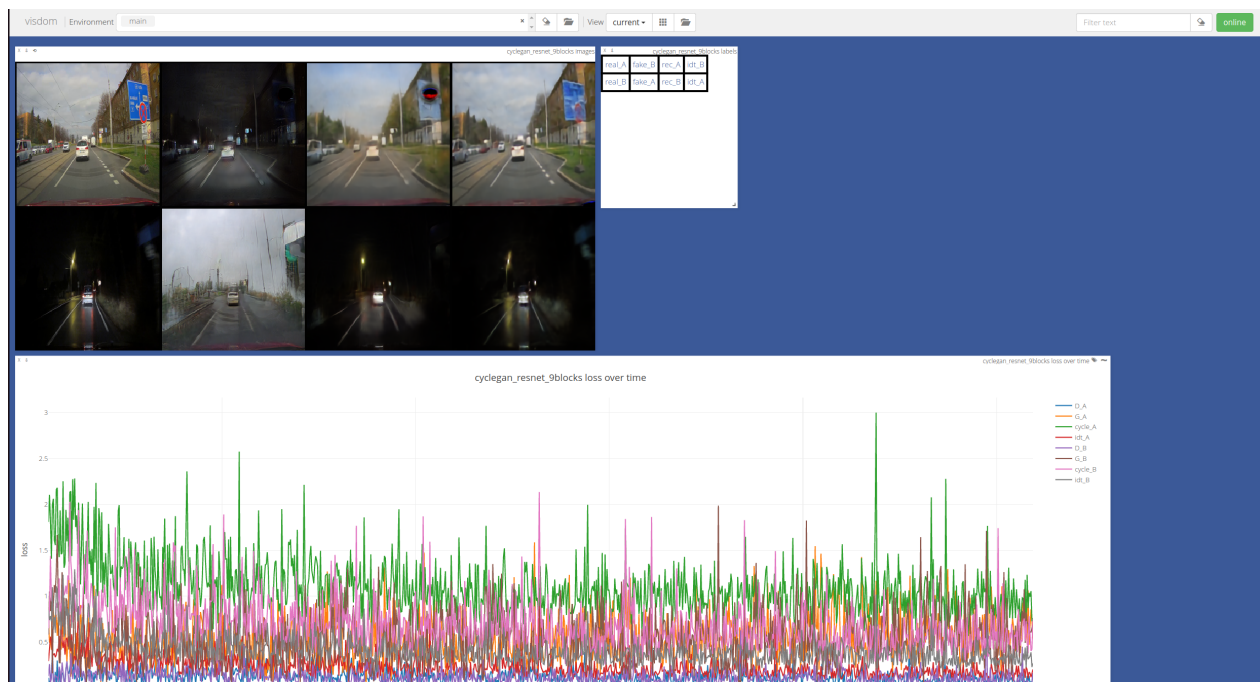 visdom Environment main × View current Filter text online
cyclegan_resnet_9blocks images
cyclegan_resnet_9blocks labels
real_A fake_B rec_A idt_B
real_B fake_A rec_B idt_A
cyclegan_resnet_9blocks loss over time
cyclegan_resnet_9blocks loss over time
3
2.5
2
1.5
1
0.5
loss
D_A
G_A
cycle_A
idt_A
D_B
G_B
cycle_B
idt_B